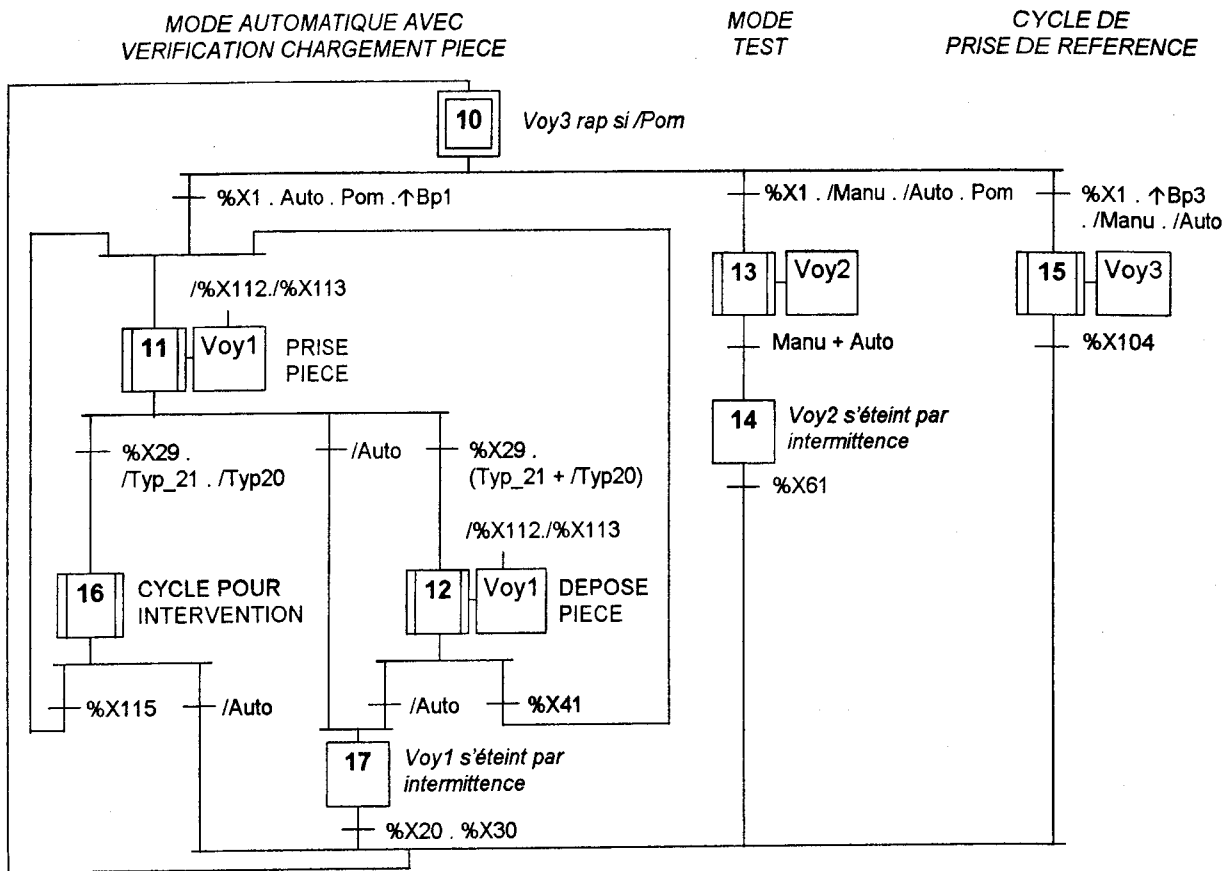 MODE AUTOMATIQUE AVEC
VERIFICATION CHARGEMENT PIECE
MODE
TEST
CYCLE DE
PRISE DE REFERENCE
10
Voy3 rap si /Pom
%X1 . Auto . Pom .↑Bp1
%X1 . /Manu . /Auto . Pom
%X1 . ↑Bp3
. /Manu . /Auto
/%X112./%X113
11
Voy1
PRISE
PIECE
13
Voy2
15
Voy3
Manu + Auto
%X104
%X29 .
/Typ_21 . /Typ20
/Auto
%X29 .
(Typ_21 + /Typ20)
14
Voy2 s'éteint par
intermittence
%X61
/%X112./%X113
16
CYCLE POUR
INTERVENTION
12
Voy1
DEPOSE
PIECE
%X115
/Auto
/Auto
%X41
17
Voy1 s'éteint par
intermittence
%X20 . %X30